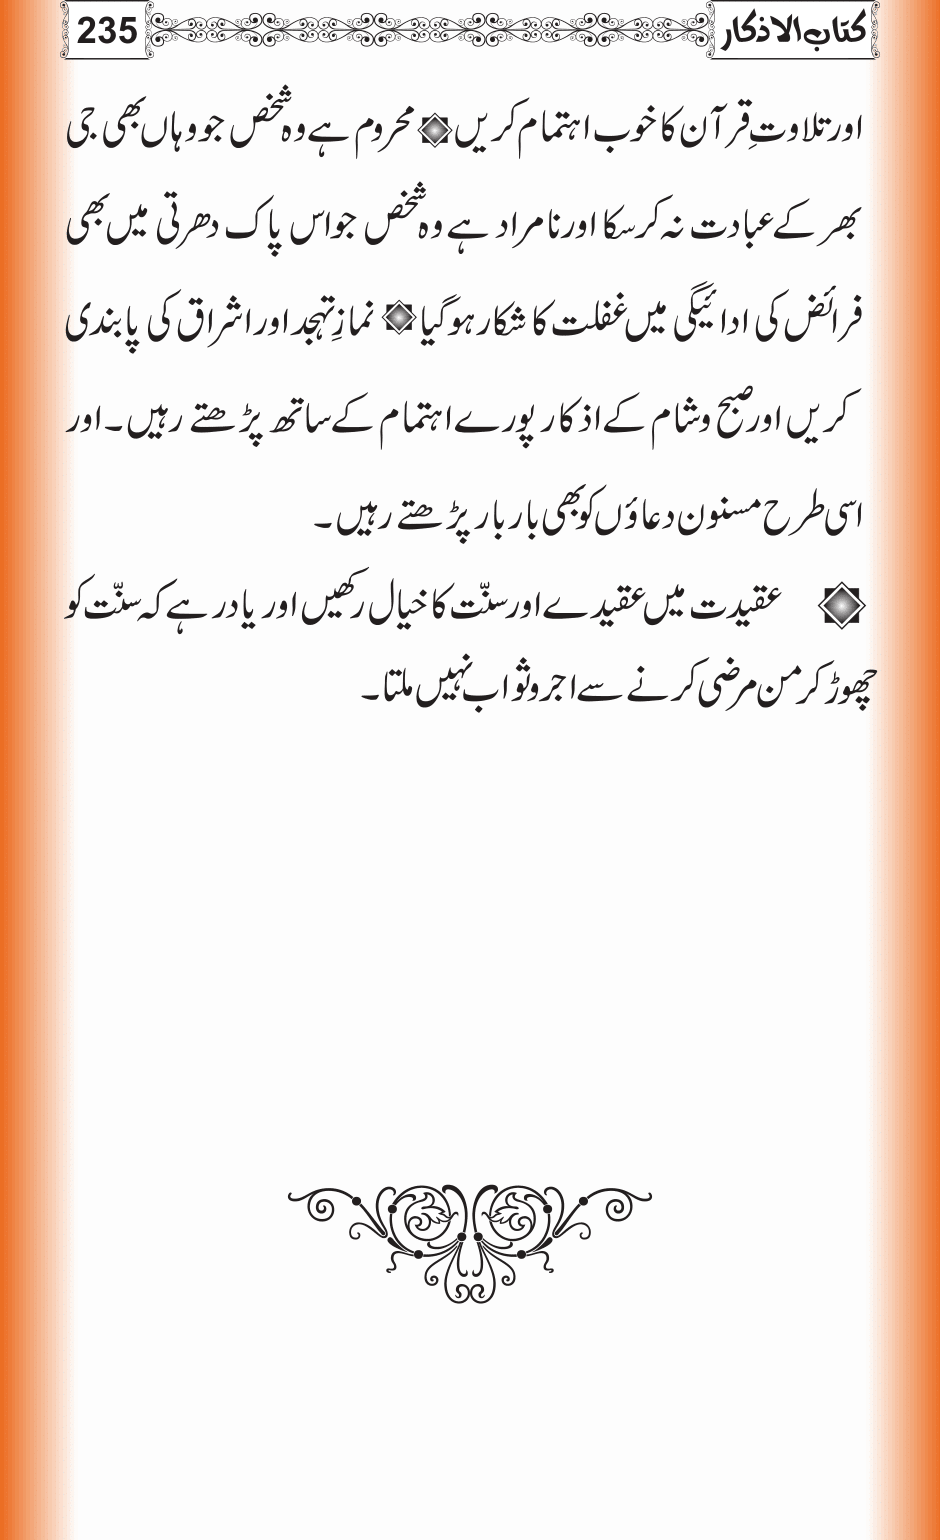 کتاب الاذکار 235
اور تلاوتِ قرآن کا خوب اہتمام کریں ۞ محروم ہے وہ شخص جو وہاں بھی جی
بھر کے عبادت نہ کر سکا اور نامراد ہے وہ شخص جو اس پاک دھرتی میں بھی
فرائض کی ادائیگی میں غفلت کا شکار ہو گیا ۞ نمازِ تہجد اور اشراق کی پابندی
کریں اور صبح و شام کے اذکار پورے اہتمام کے ساتھ پڑھتے رہیں۔ اور
اسی طرح مسنون دعاؤں کو بھی بار بار پڑھتے رہیں۔
۞ عقیدت میں عقیدے اور سنّت کا خیال رکھیں اور یاد رہے کہ سنّت کو
چھوڑ کر من مرضی کرنے سے اجر و ثواب نہیں ملتا۔